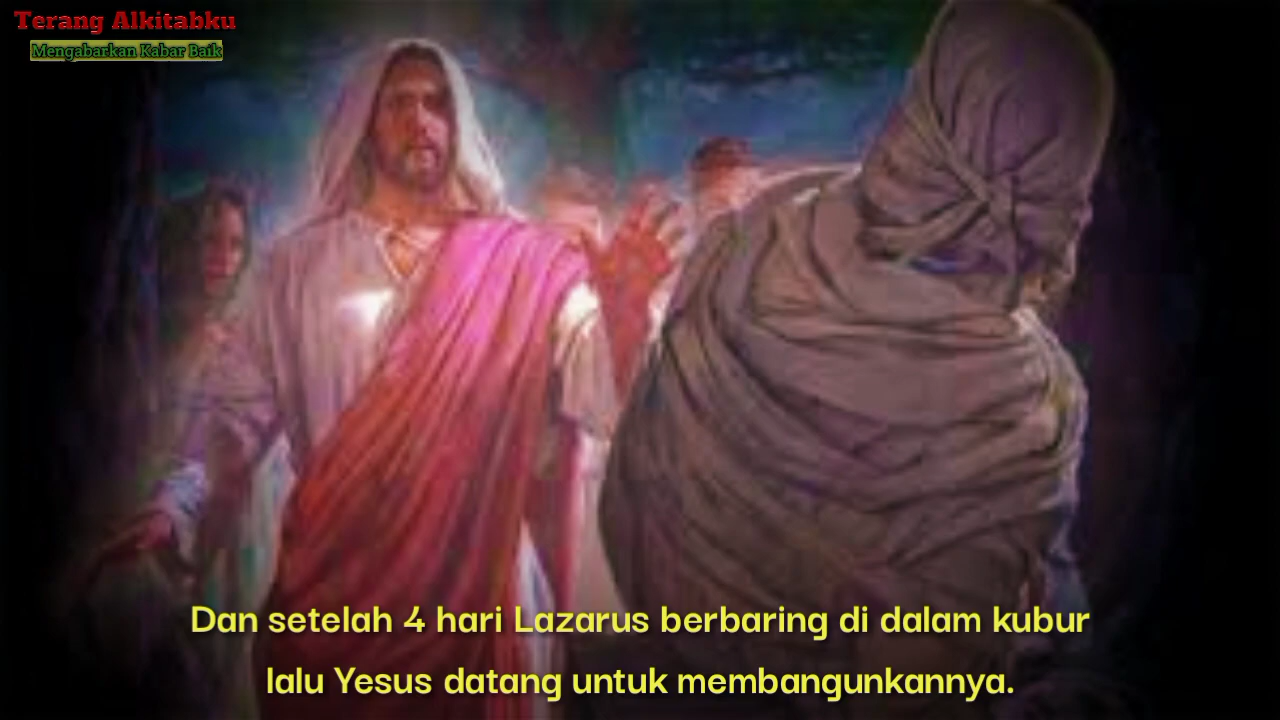 Terang Alkitabku
Mengabarkan Kabar Baik
Dan setelah 4 hari Lazarus berbaring di dalam kubur
lalu Yesus datang untuk membangunkannya.